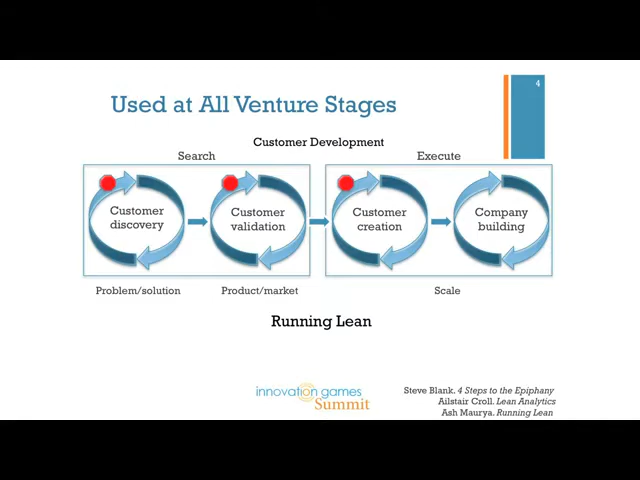 4
Used at All Venture Stages
Customer Development
Search
Execute
Customer
discovery
Customer
validation
Customer
creation
Company
building
Problem/solution
Product/market
Scale
Running Lean
innovation games
Summit
Steve Blank. 4 Steps to the Epiphany
Ailstair Croll. Lean Analytics
Ash Maurya. Running Lean